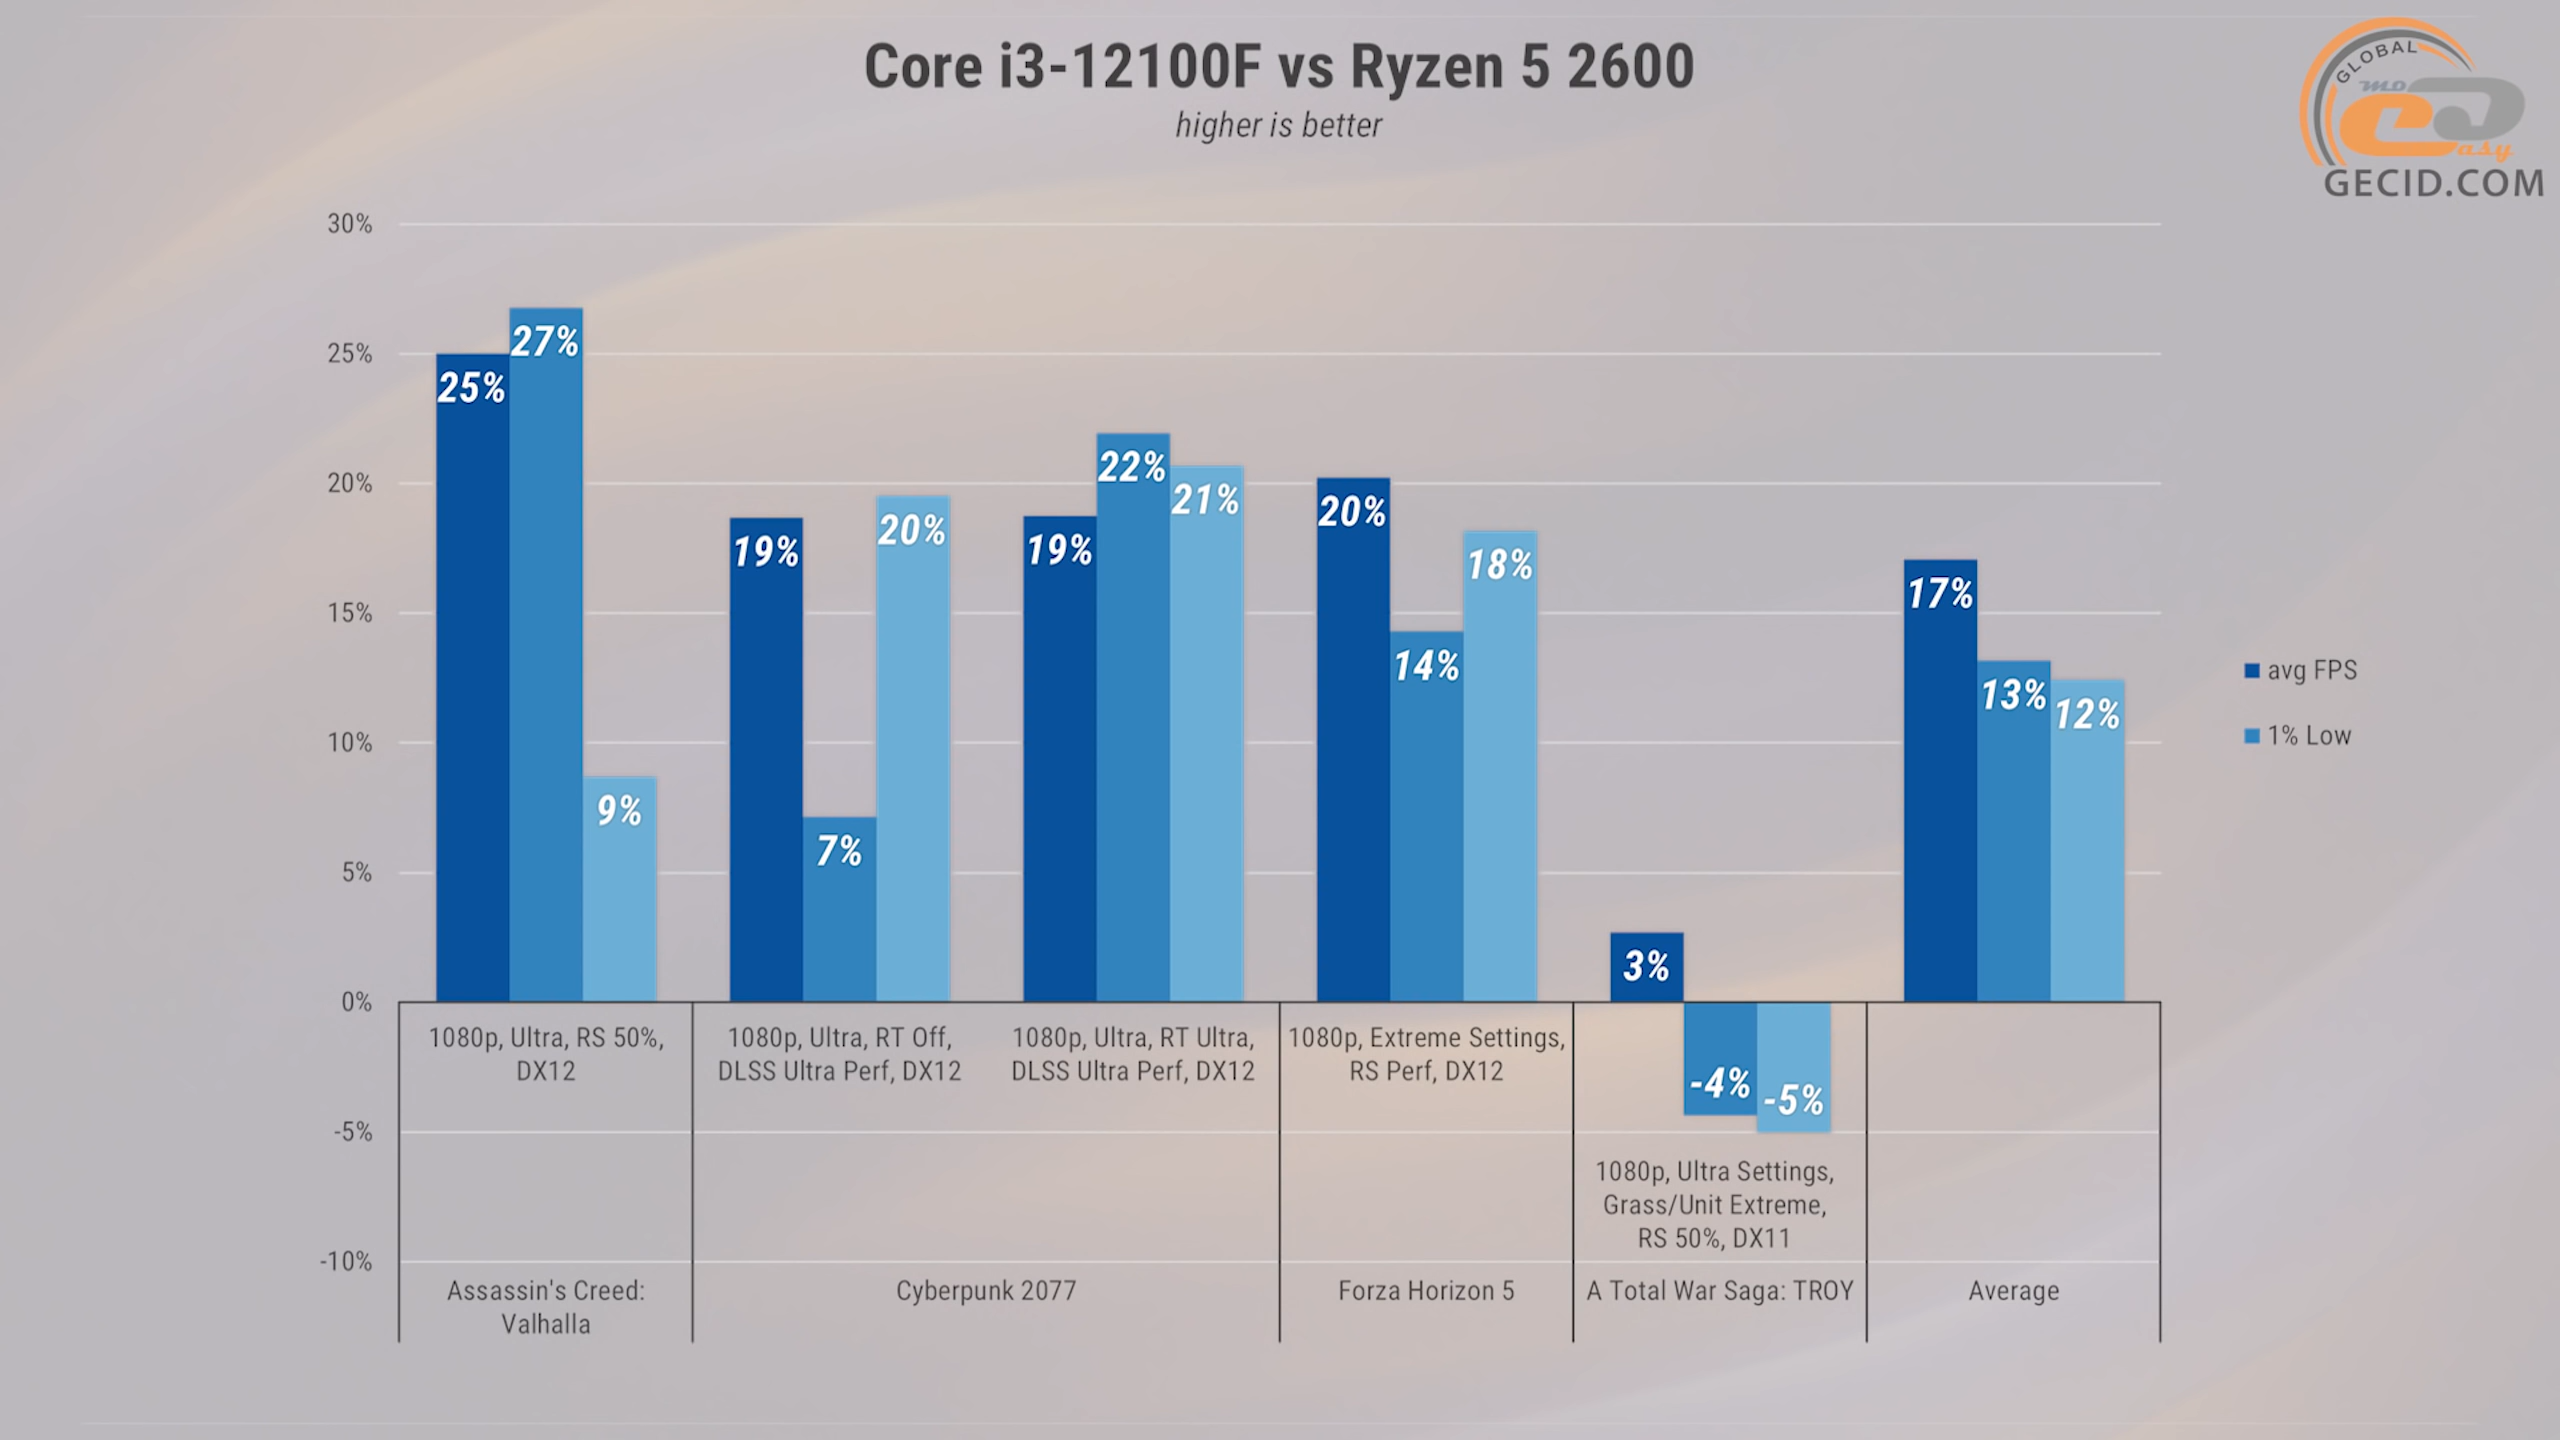 Core i3-12100F vs Ryzen 5 2600
higher is better
GLOBAL
MO
easy
GECID.COM
30%
25%
20%
15%
10%
5%
0%
-5%
-10%
25%
27%
9%
19%
7%
20%
19%
22%
21%
20%
14%
18%
3%
-4%
-5%
17%
13%
12%
avg FPS
1% Low
1080p, Ultra, RS 50%,
DX12
1080p, Ultra, RT Off,
DLSS Ultra Perf, DX12
1080p, Ultra, RT Ultra,
DLSS Ultra Perf, DX12
1080p, Extreme Settings,
RS Perf, DX12
1080p, Ultra Settings,
Grass/Unit Extreme,
RS 50%, DX11
Assassin's Creed:
Valhalla
Cyberpunk 2077
Forza Horizon 5
A Total War Saga: TROY
Average